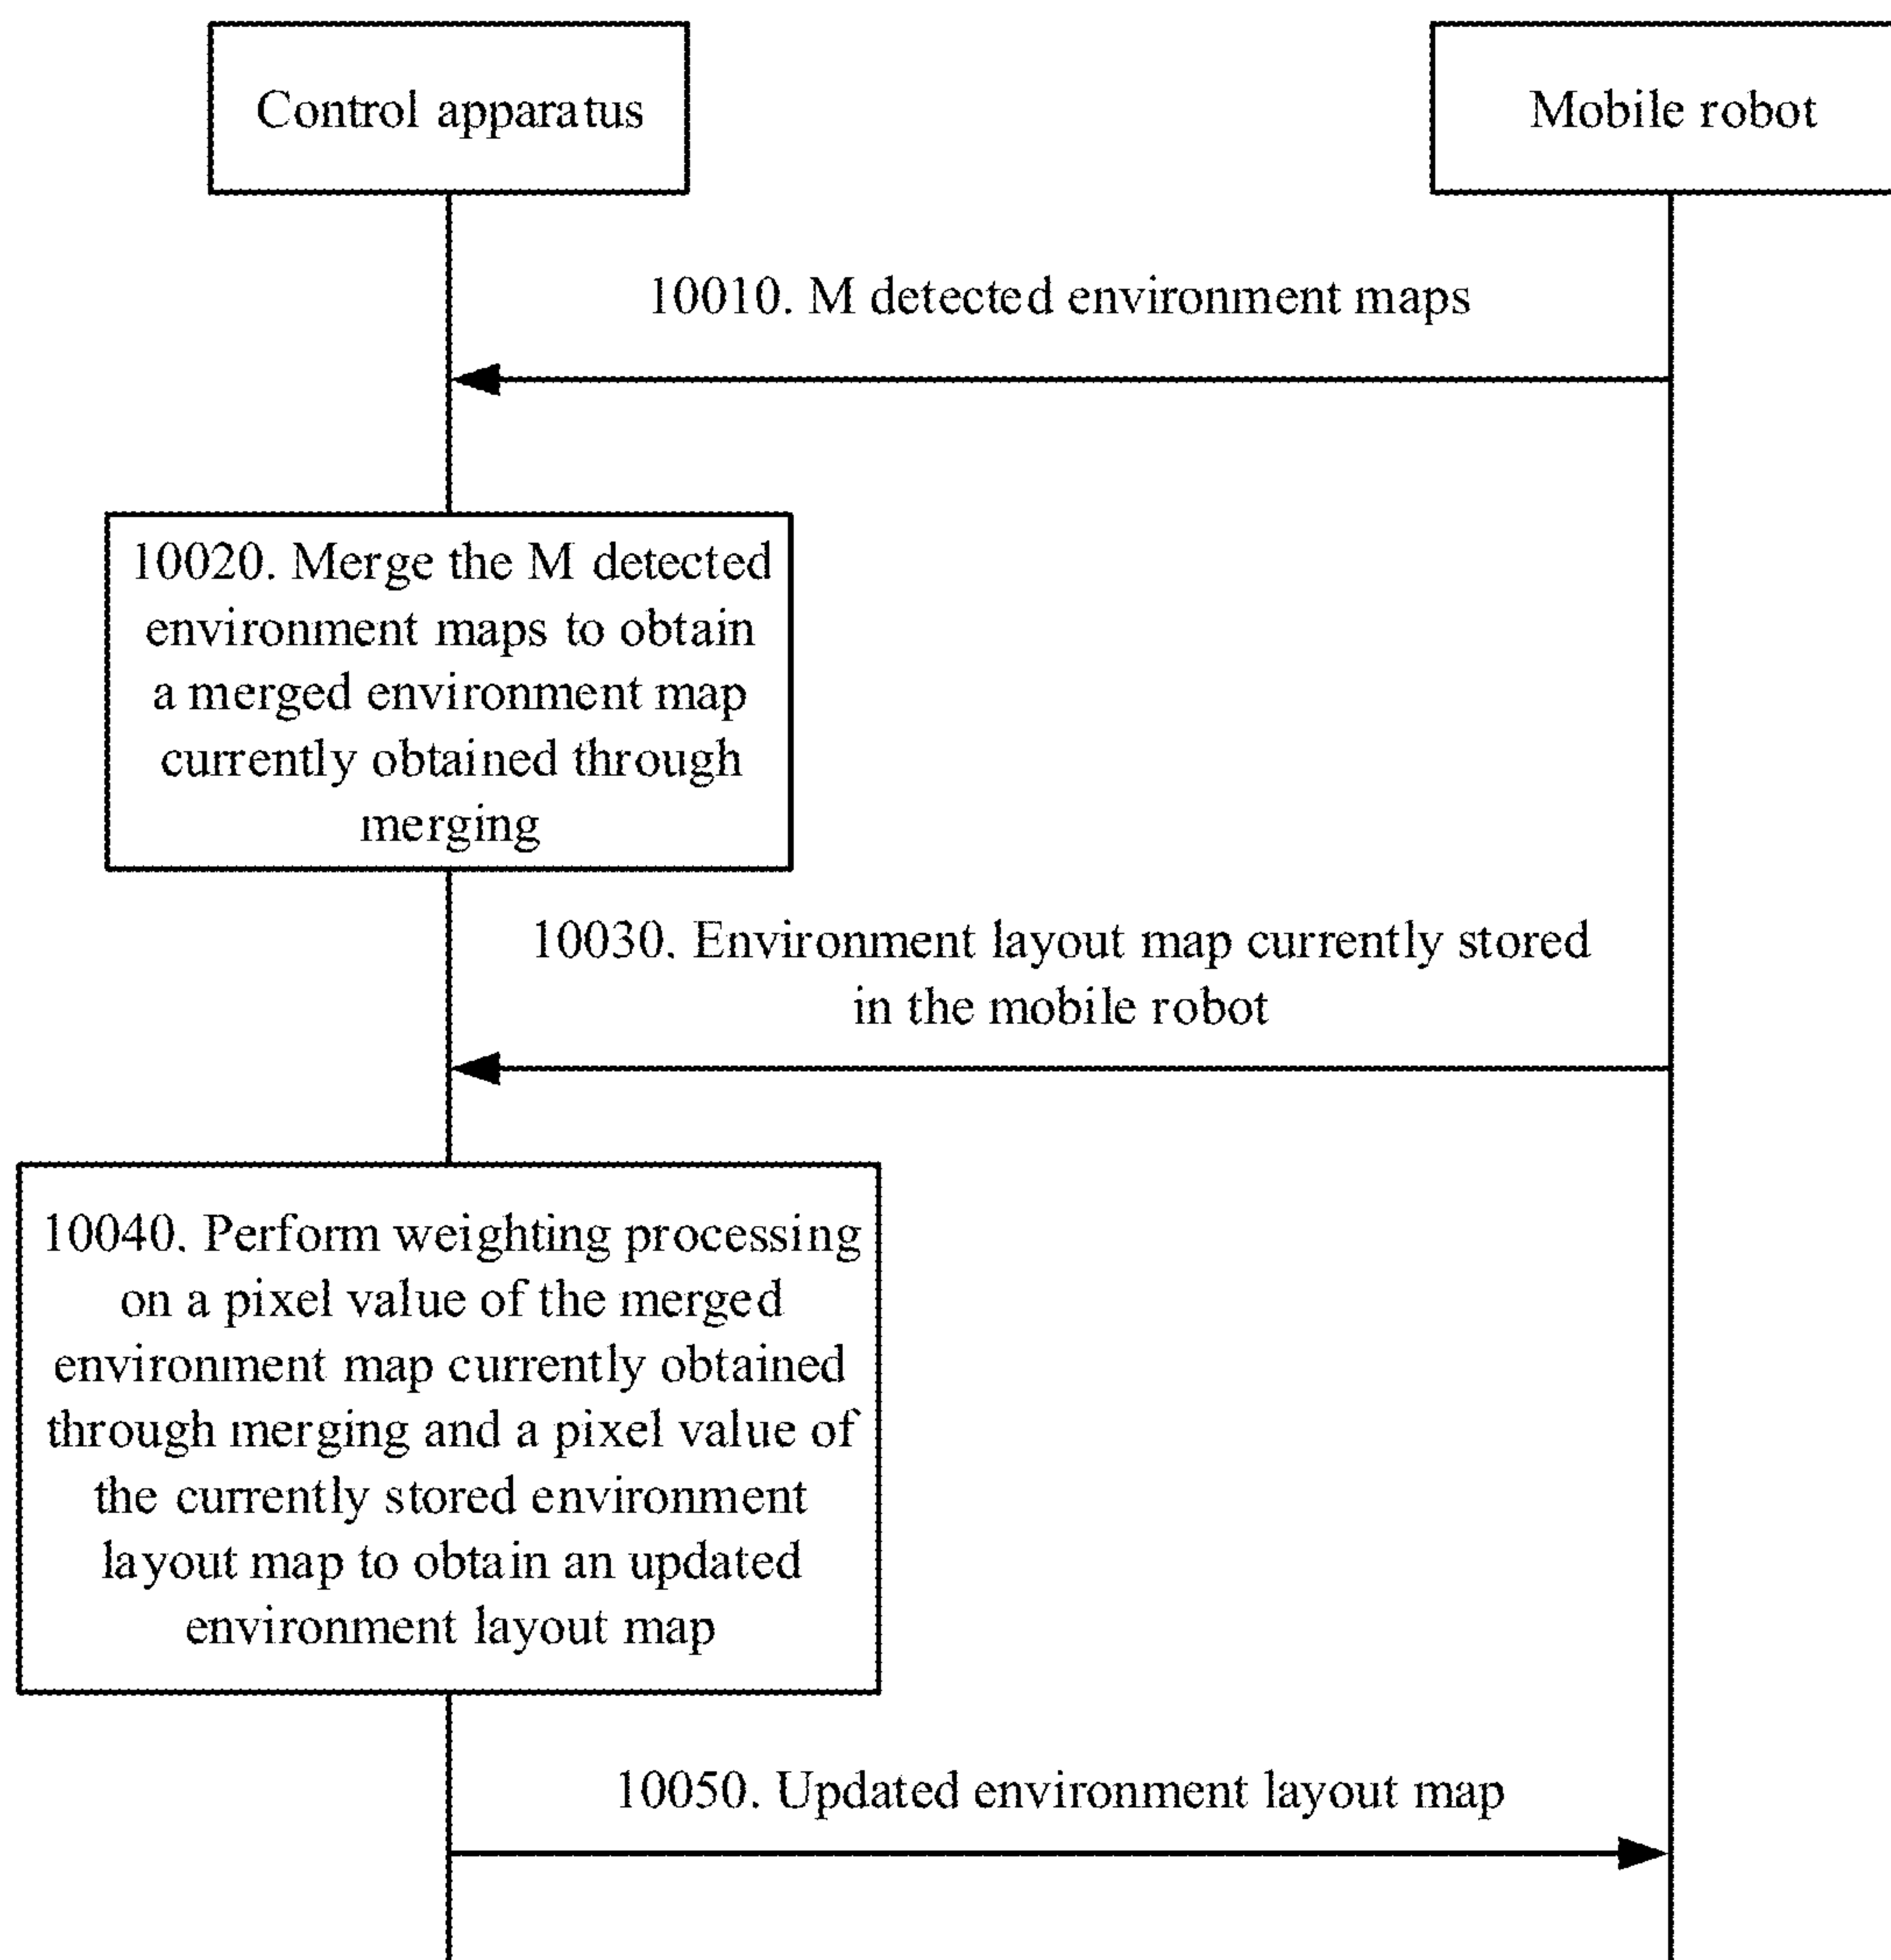 Control apparatus
Mobile robot
10010. M detected environment maps
10020. Merge the M detected
environment maps to obtain
a merged environment map
currently obtained through
merging
10030. Environment layout map currently stored
in the mobile robot
10040. Perform weighting processing
on a pixel value of the merged
environment map currently obtained
through merging and a pixel value of
the currently stored environment
layout map to obtain an updated
environment layout map
10050. Updated environment layout map